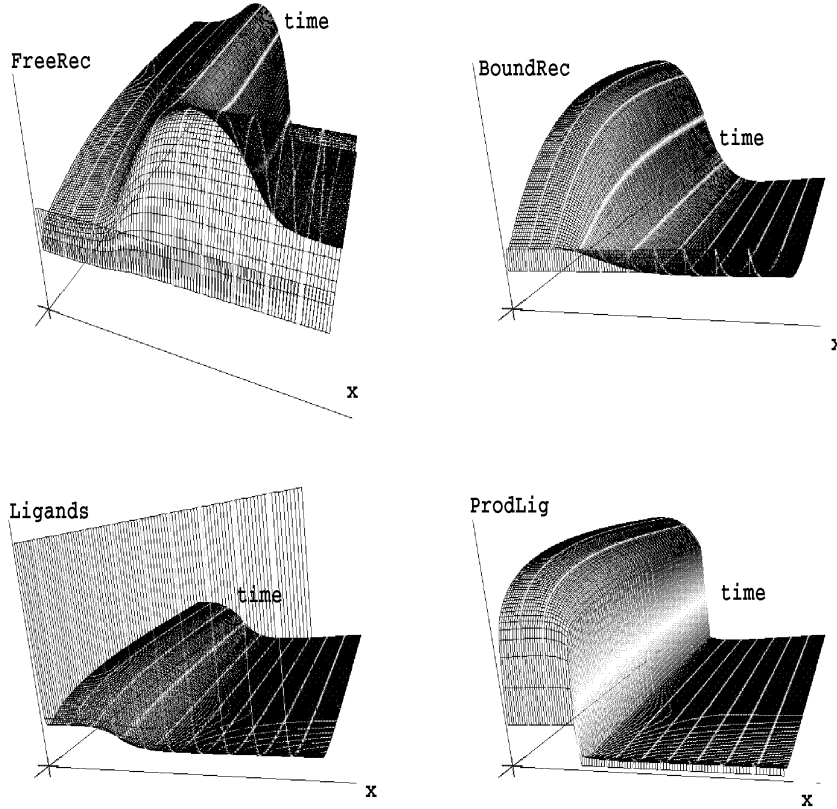 time
FreeRec
BoundRec
time
x
x
Ligands
ProdLig
time
time
x
x